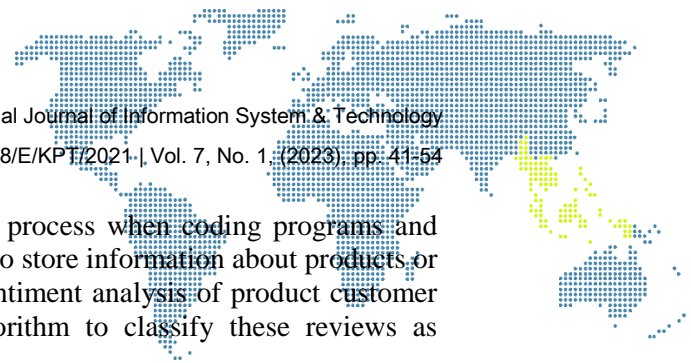 al Journal of Information System & Technology
8/E/KPT/2021 | Vol. 7, No. 1, (2023), pp. 41-54
process when coding programs and
o store information about products or
ntiment analysis of product customer
orithm to classify these reviews as